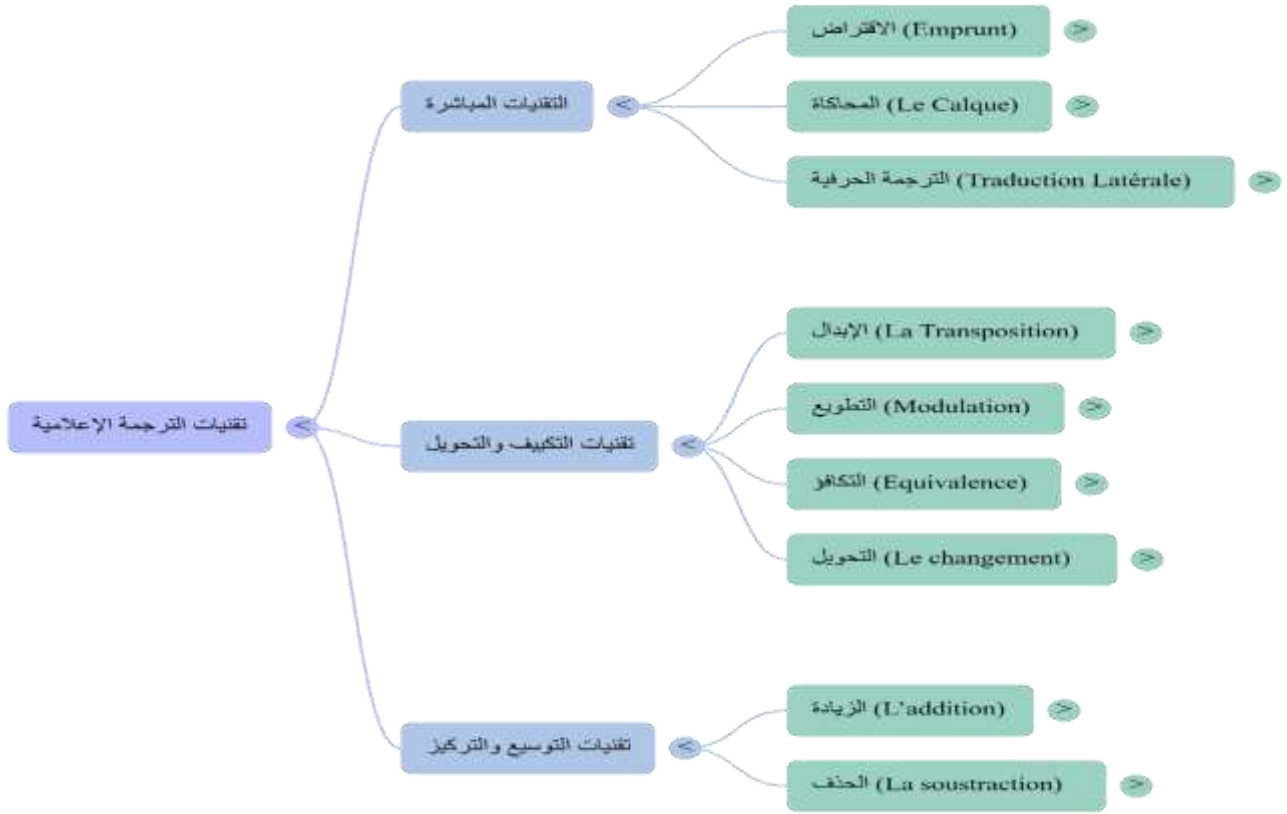 تقنيات الترجمة الإعلامية
التقنيات المباشرة
الاقتراض (Emprunt)
المحاكاة (Le Calque)
الترجمة الحرفية (Traduction Latérale)
تقنيات التكييف والتحويل
الإبدال (La Transposition)
التطويع (Modulation)
التكافؤ (Equivalence)
التحويل (Le changement)
تقنيات التوسيع والتركيز
الزيادة (L'addition)
الحذف (La soustraction)